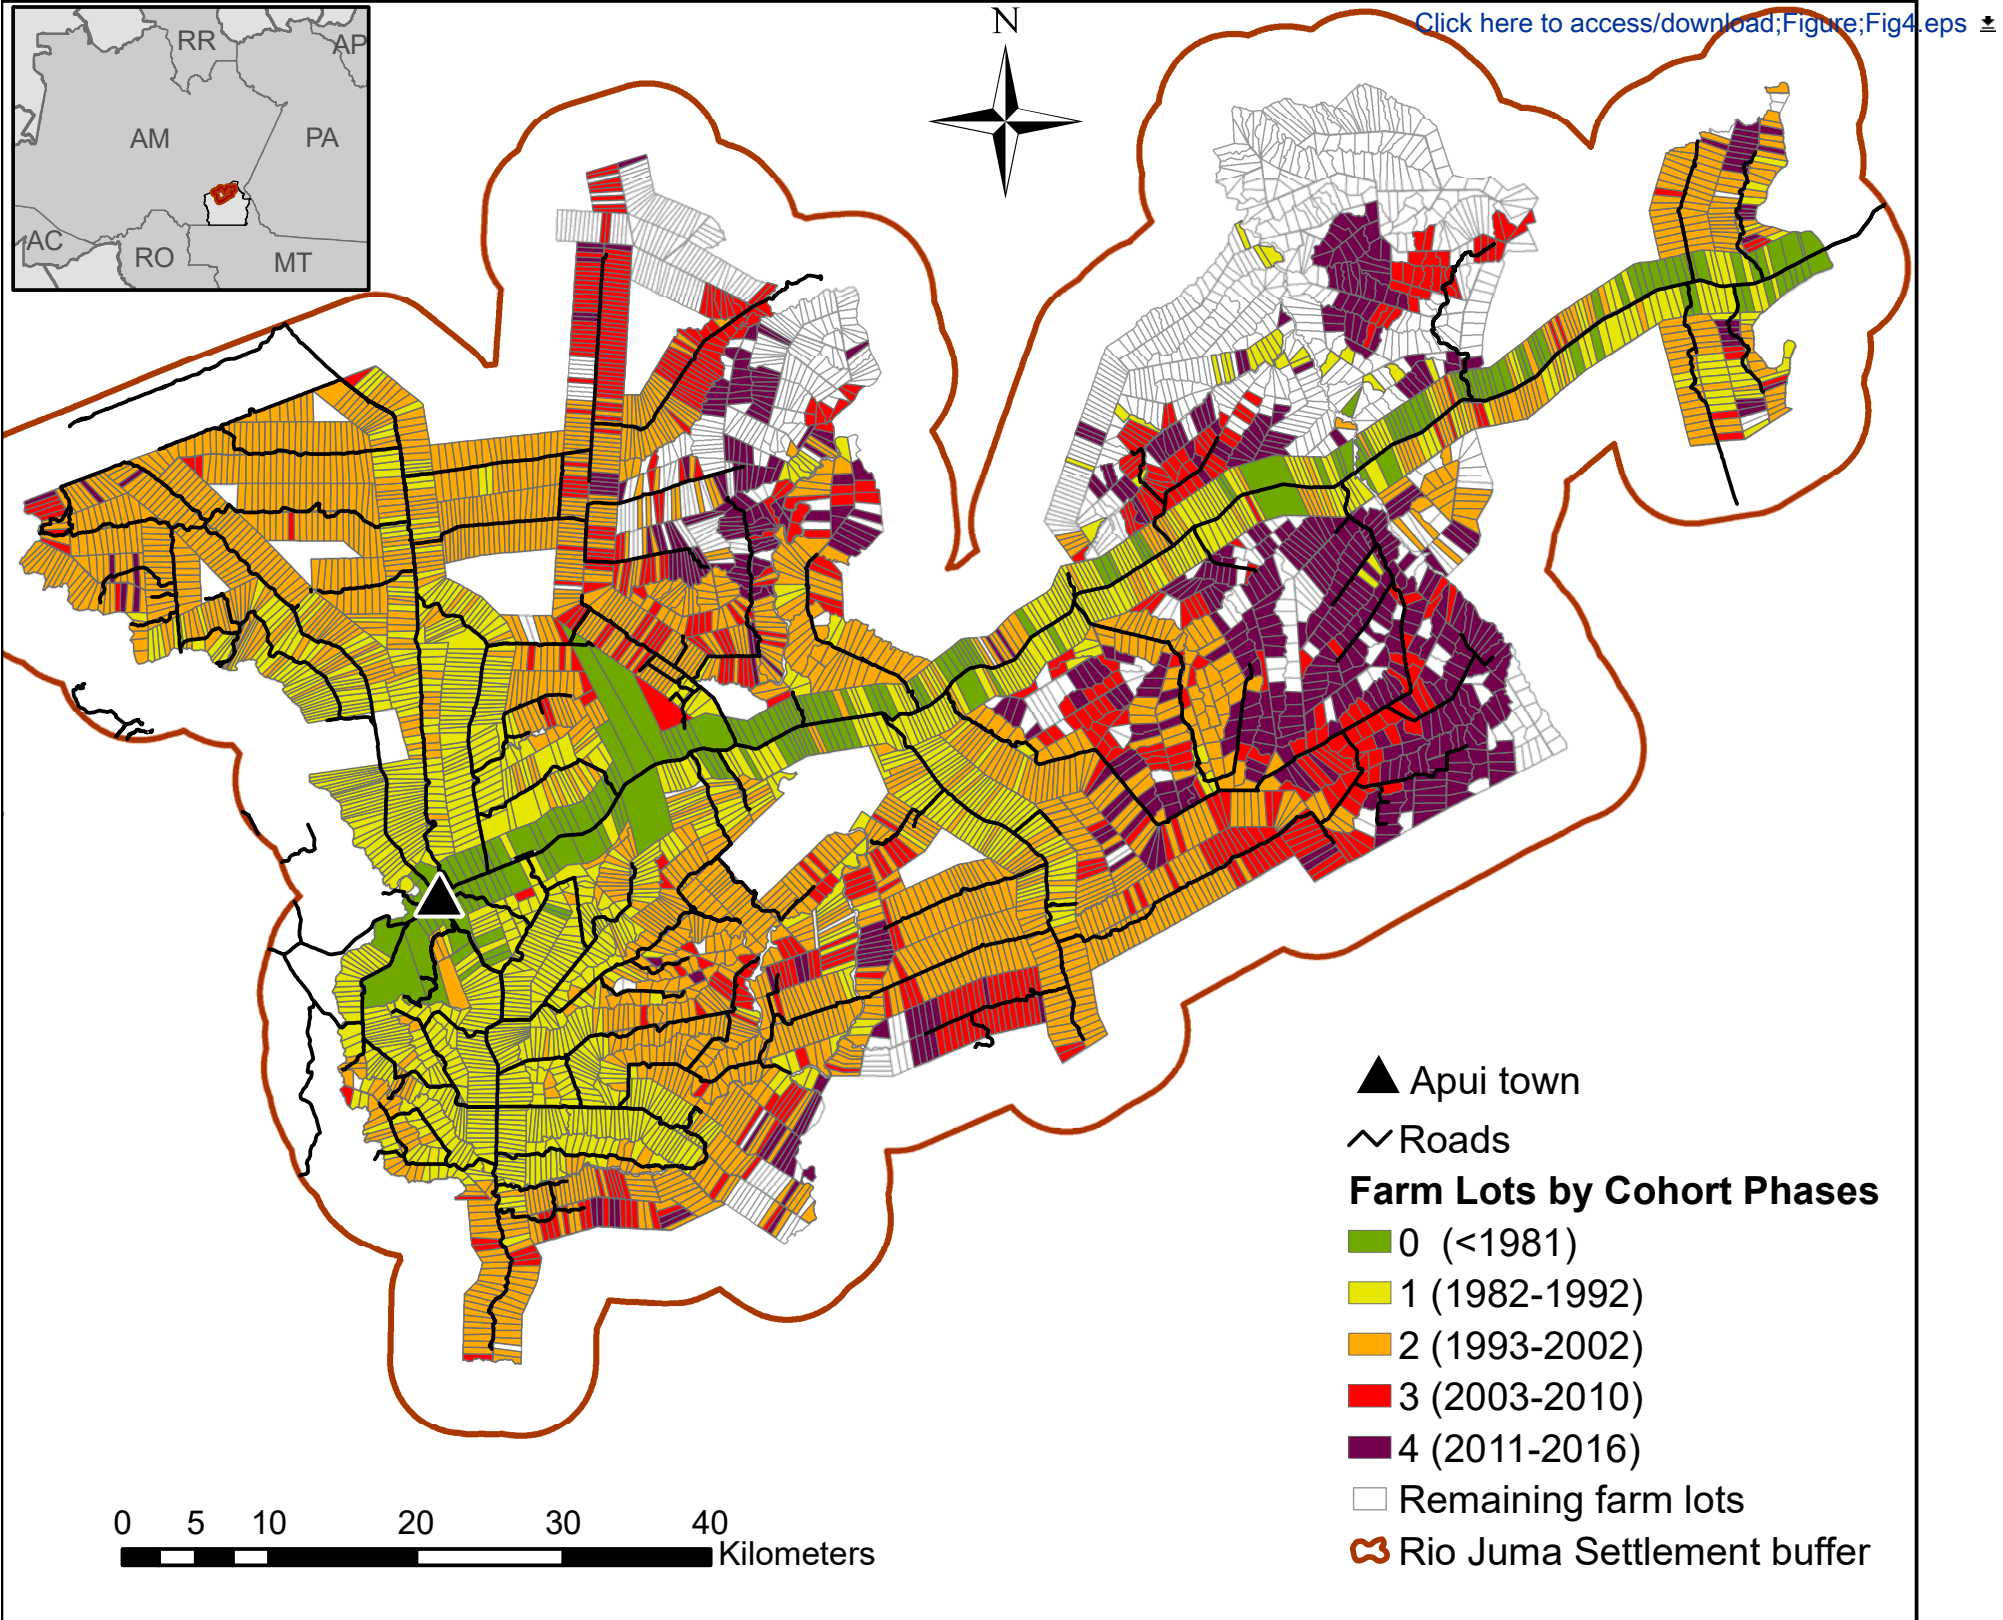 Click here to access/download;Figure;Fig4.eps
N
RR
AP
AM
PA
AC
RO
MT
Apui town
Roads
Farm Lots by Cohort Phases
0 (<1981)
1 (1982-1992)
2 (1993-2002)
3 (2003-2010)
4 (2011-2016)
Remaining farm lots
Rio Juma Settlement buffer
0 5 10 20 30 40
Kilometers